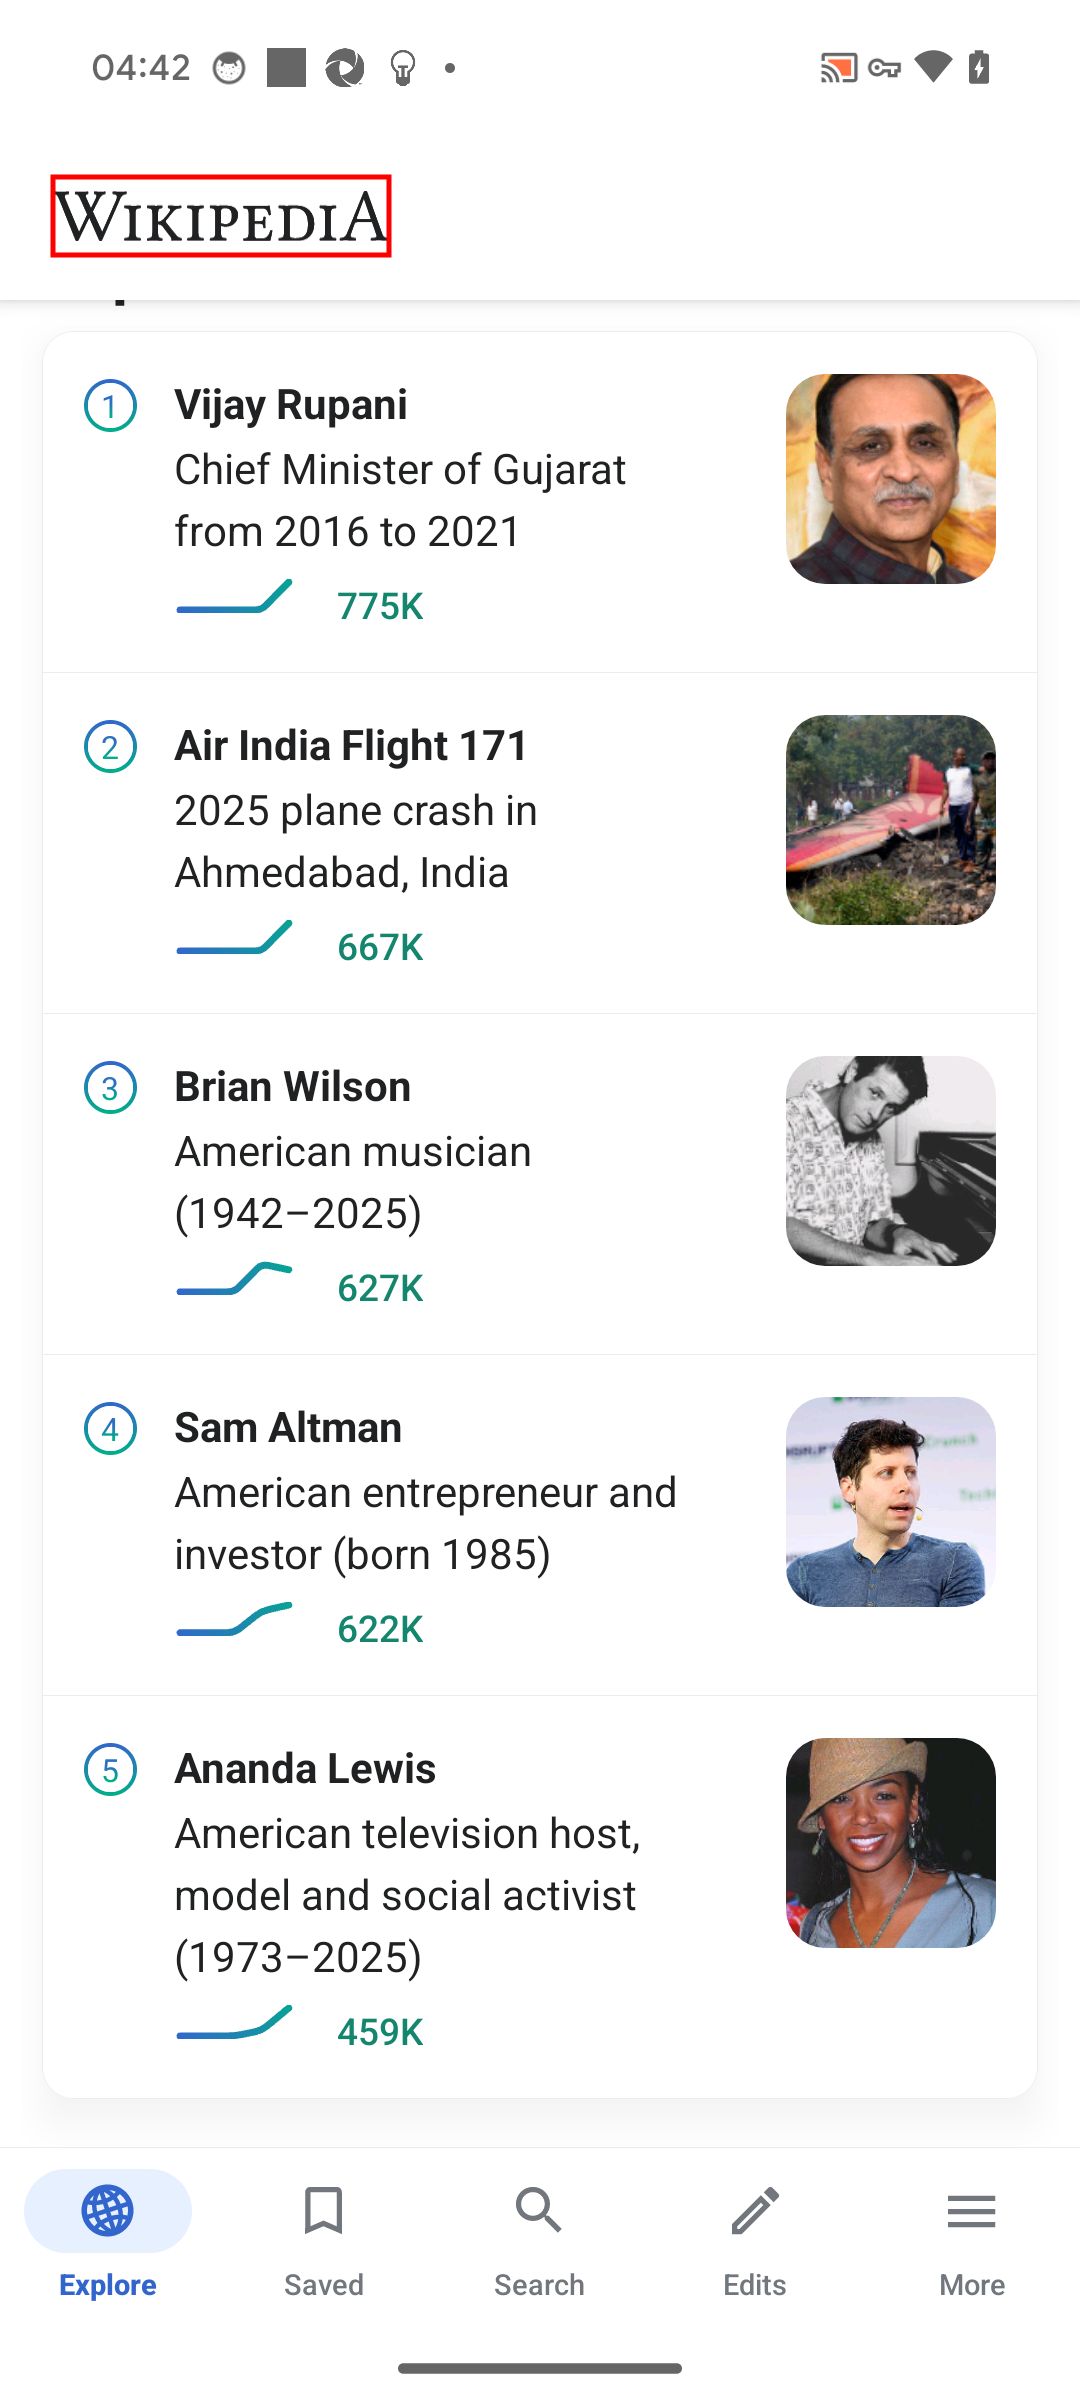 04:42
WIKIPEDIA
1 Vijay Rupani
Chief Minister of Gujarat
from 2016 to 2021
775K
2 Air India Flight 171
2025 plane crash in
Ahmedabad, India
667K
3 Brian Wilson
American musician
(1942–2025)
627K
4 Sam Altman
American entrepreneur and
investor (born 1985)
622K
5 Ananda Lewis
American television host,
model and social activist
(1973–2025)
459K
Explore Saved Search Edits More